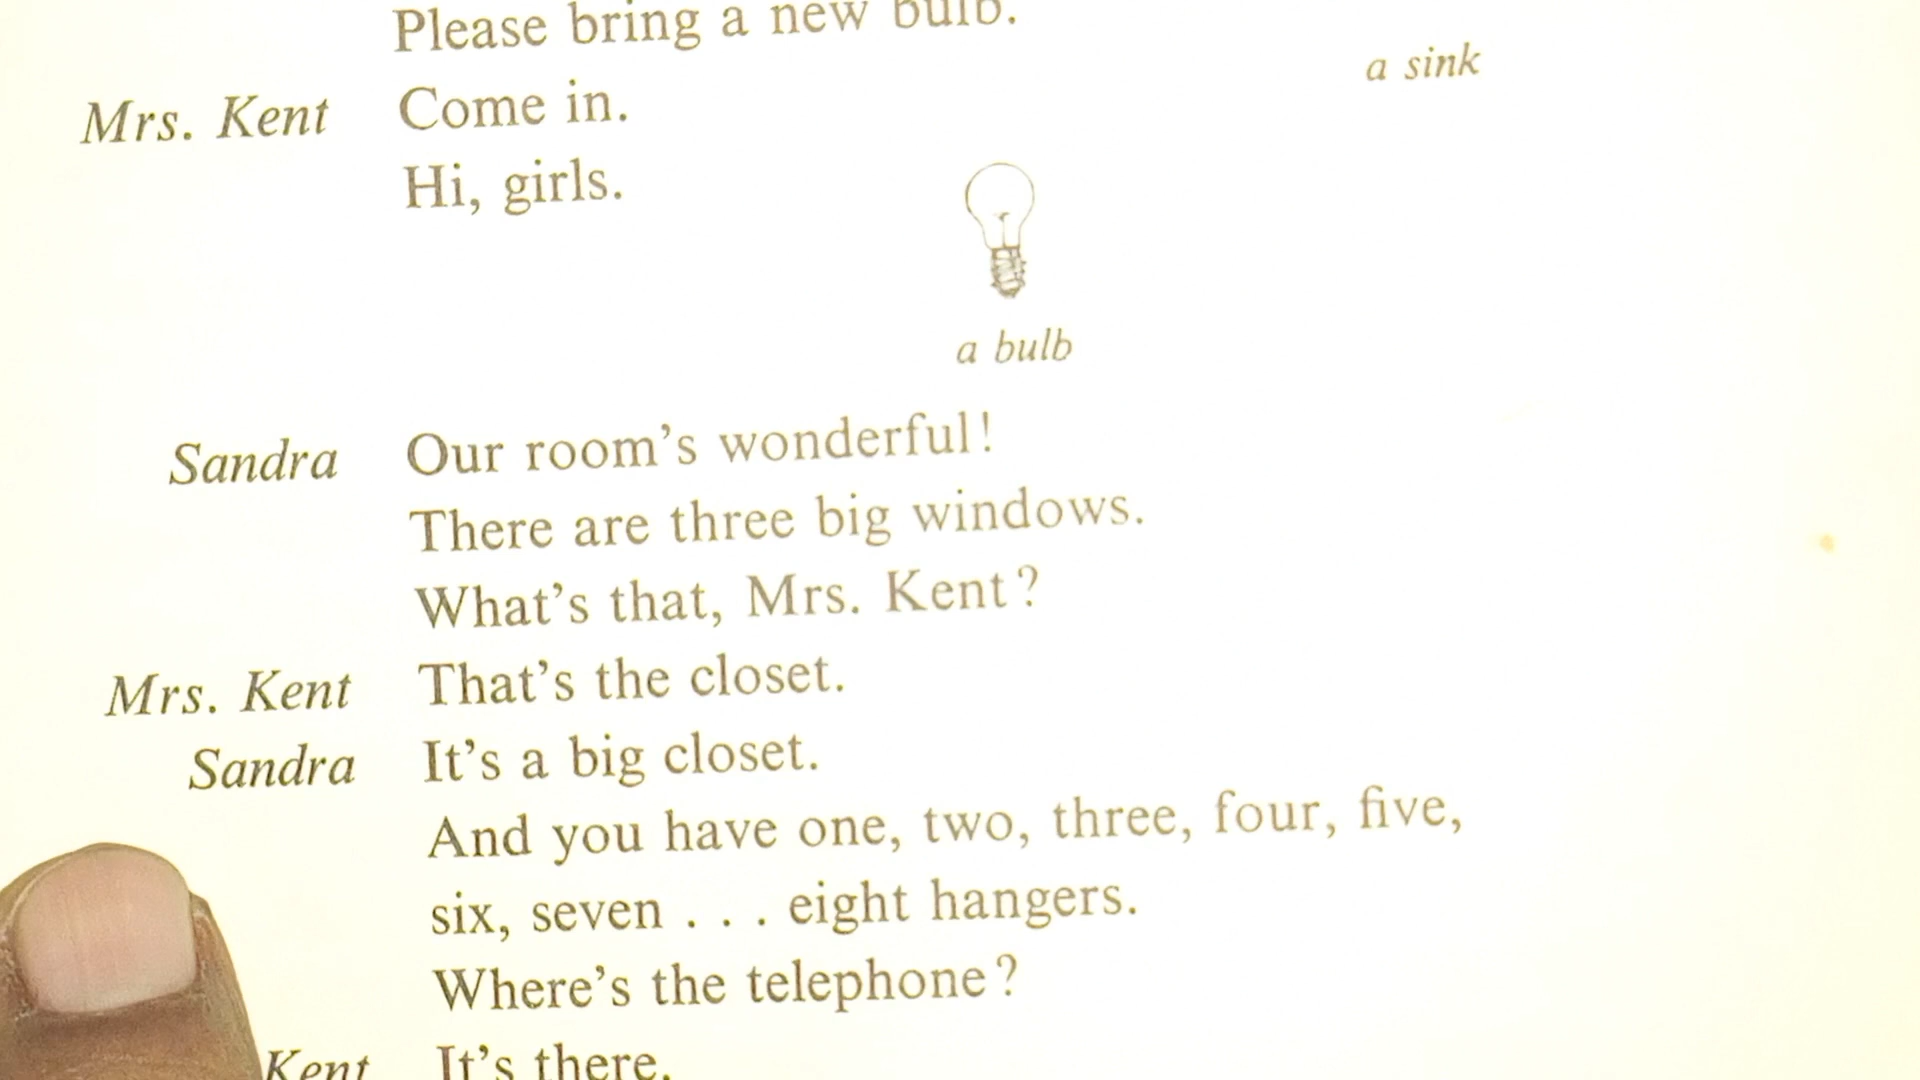 Please bring a new bulb.
a sink
Mrs. Kent Come in.
Hi, girls.
a bulb
Sandra Our room's wonderful!
There are three big windows.
What's that, Mrs. Kent?
Mrs. Kent That's the closet.
Sandra It's a big closet.
And you have one, two, three, four, five,
six, seven . . . eight hangers.
Where's the telephone?
Kent It's there.